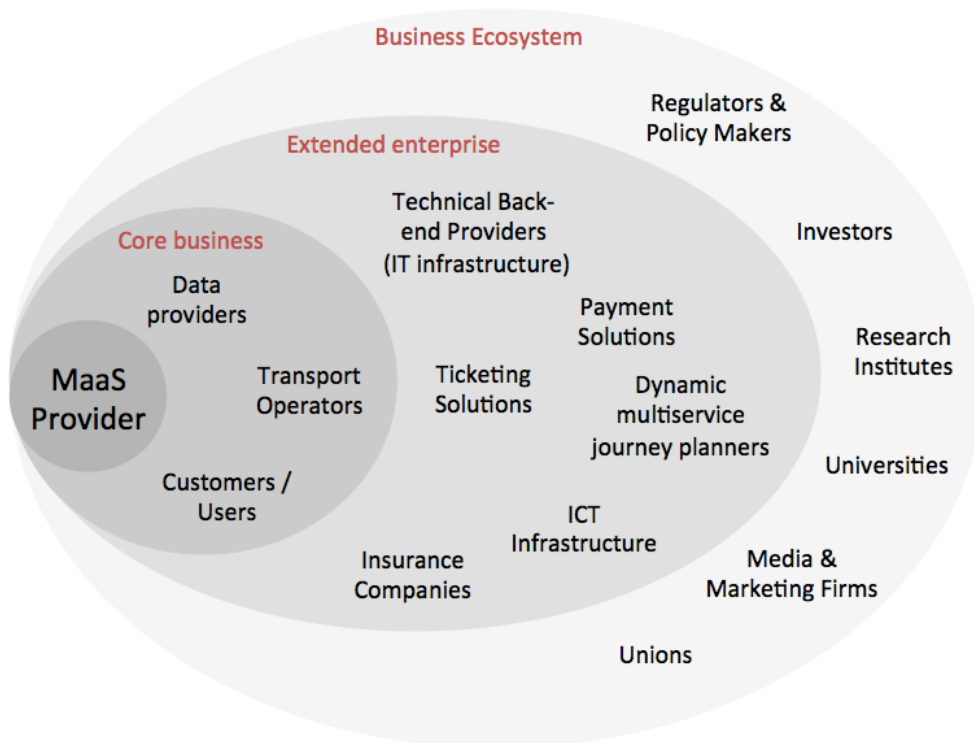 Business Ecosystem
Regulators &
Policy Makers
Extended enterprise
Technical Back-
end Providers
(IT infrastructure)
Investors
Core business
Data
providers
Payment
Solutions
Research
Institutes
MaaS
Provider
Transport
Operators
Ticketing
Solutions
Dynamic
multiservice
journey planners
Universities
Customers /
Users
ICT
Infrastructure
Insurance
Companies
Media &
Marketing Firms
Unions